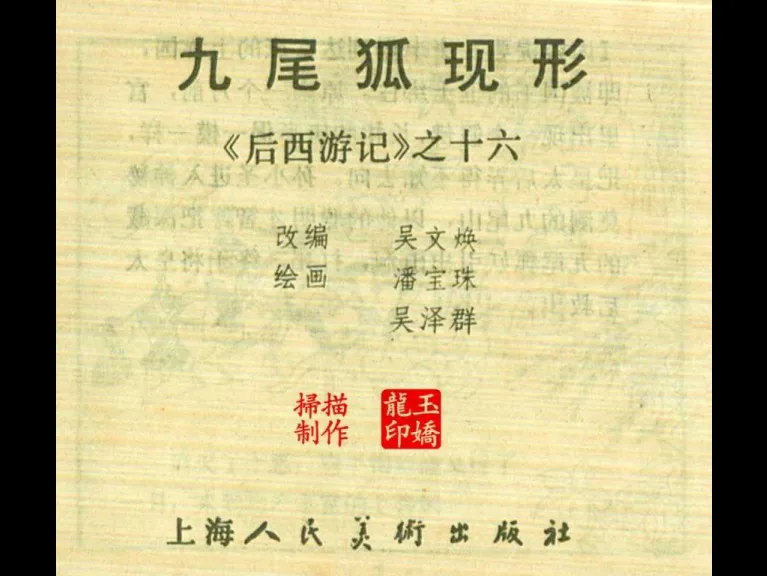 九尾狐现形
《后西游记》之十六
改编 吴文焕
绘画 潘宝珠
吴泽群
掃描 制作
龍玉 印嬌
上海人民美術出版社